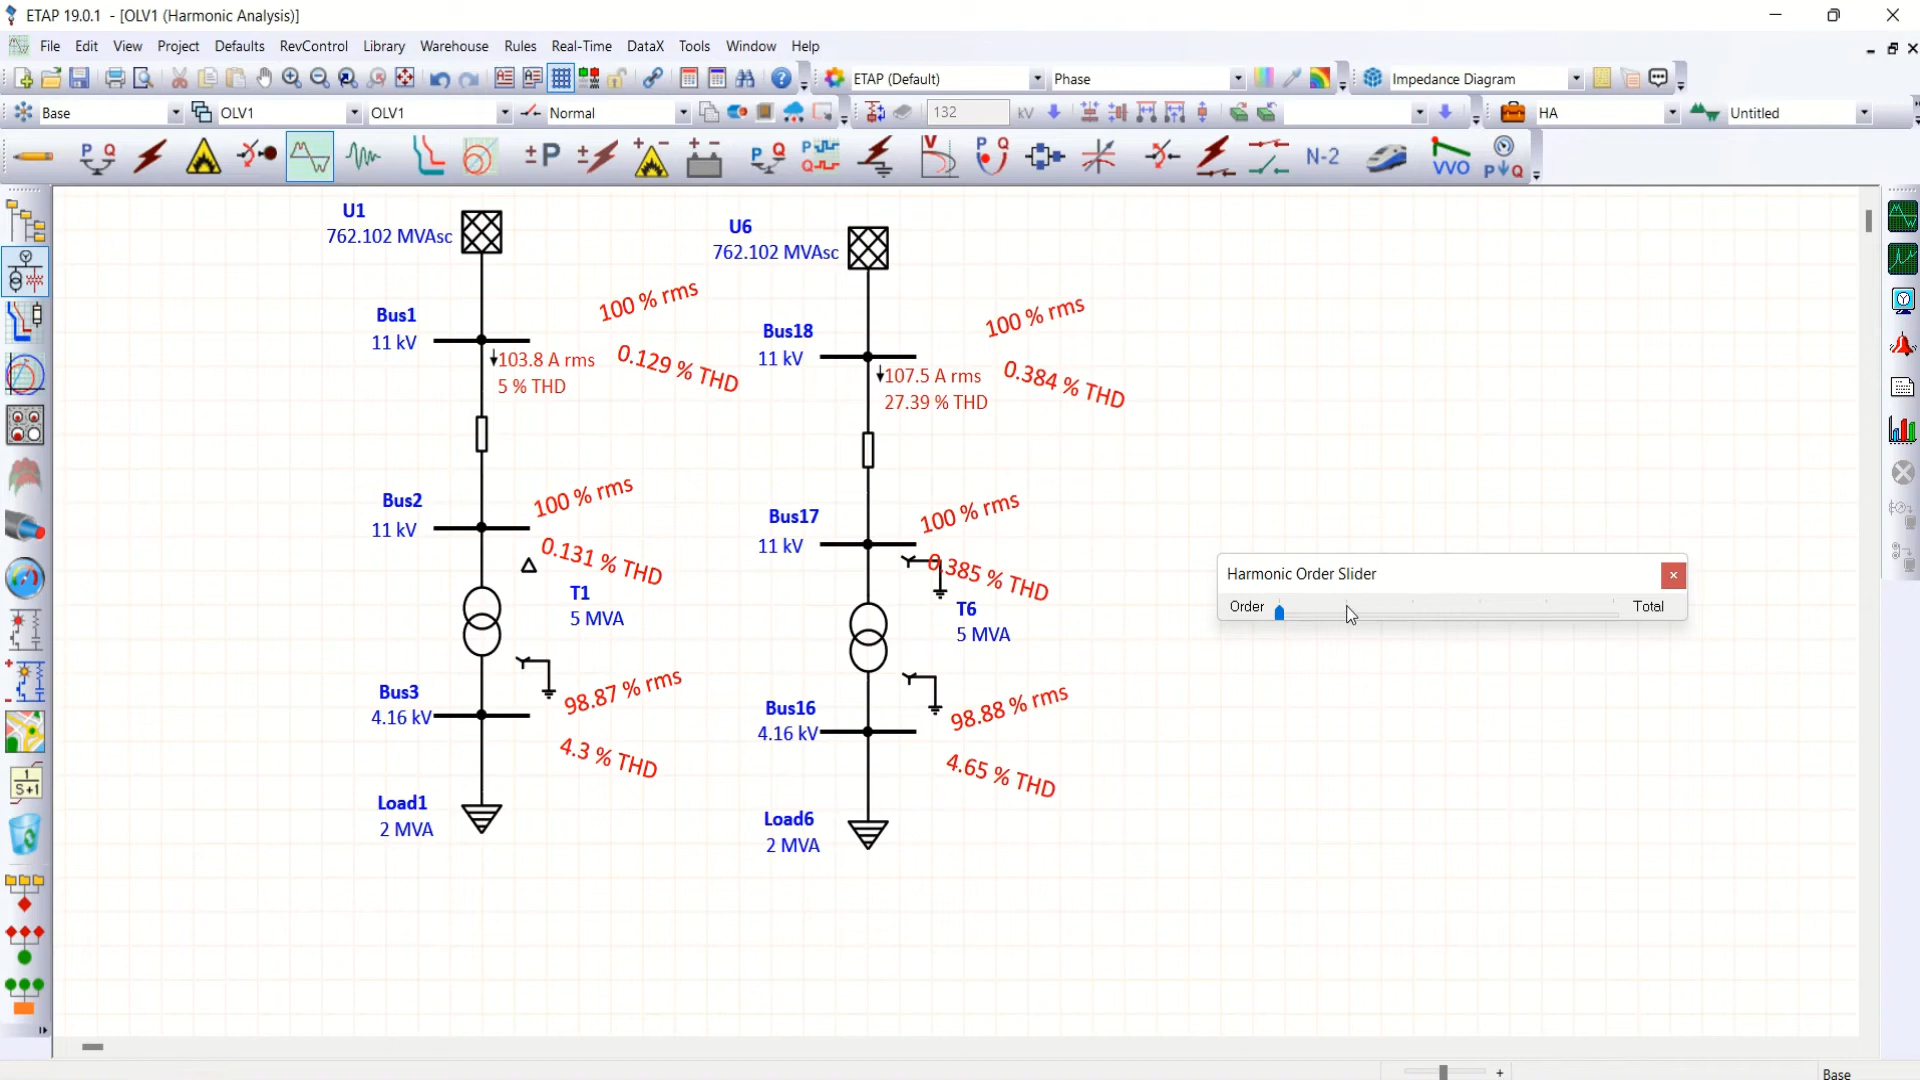 ETAP 19.0.1 - [OLV1 (Harmonic Analysis)]
File Edit View Project Defaults RevControl Library Warehouse Rules Real-Time DataX Tools Window Help
ETAP (Default) Phase Impedance Diagram
Base OLV1 OLV1 Normal 132 kV HA Untitled
P Q ±P ± P Q P Q V P Q N-2 VVO P Q
U1
762.102 MVAsc
U6
762.102 MVAsc
100 % rms
Bus1
11 kV
103.8 A rms
5 % THD
0.129 % THD
100 % rms
Bus18
11 kV
107.5 A rms
27.39 % THD
0.384 % THD
100 % rms
Bus2
11 kV
0.131 % THD
T1
5 MVA
100 % rms
Bus17
11 kV
0.385 % THD
T6
5 MVA
Harmonic Order Slider
Order Total
Bus3
4.16 kV
98.87 % rms
4.3 % THD
Bus16
4.16 kV
98.88 % rms
4.65 % THD
Load1
2 MVA
Load6
2 MVA
1
S+1
Base